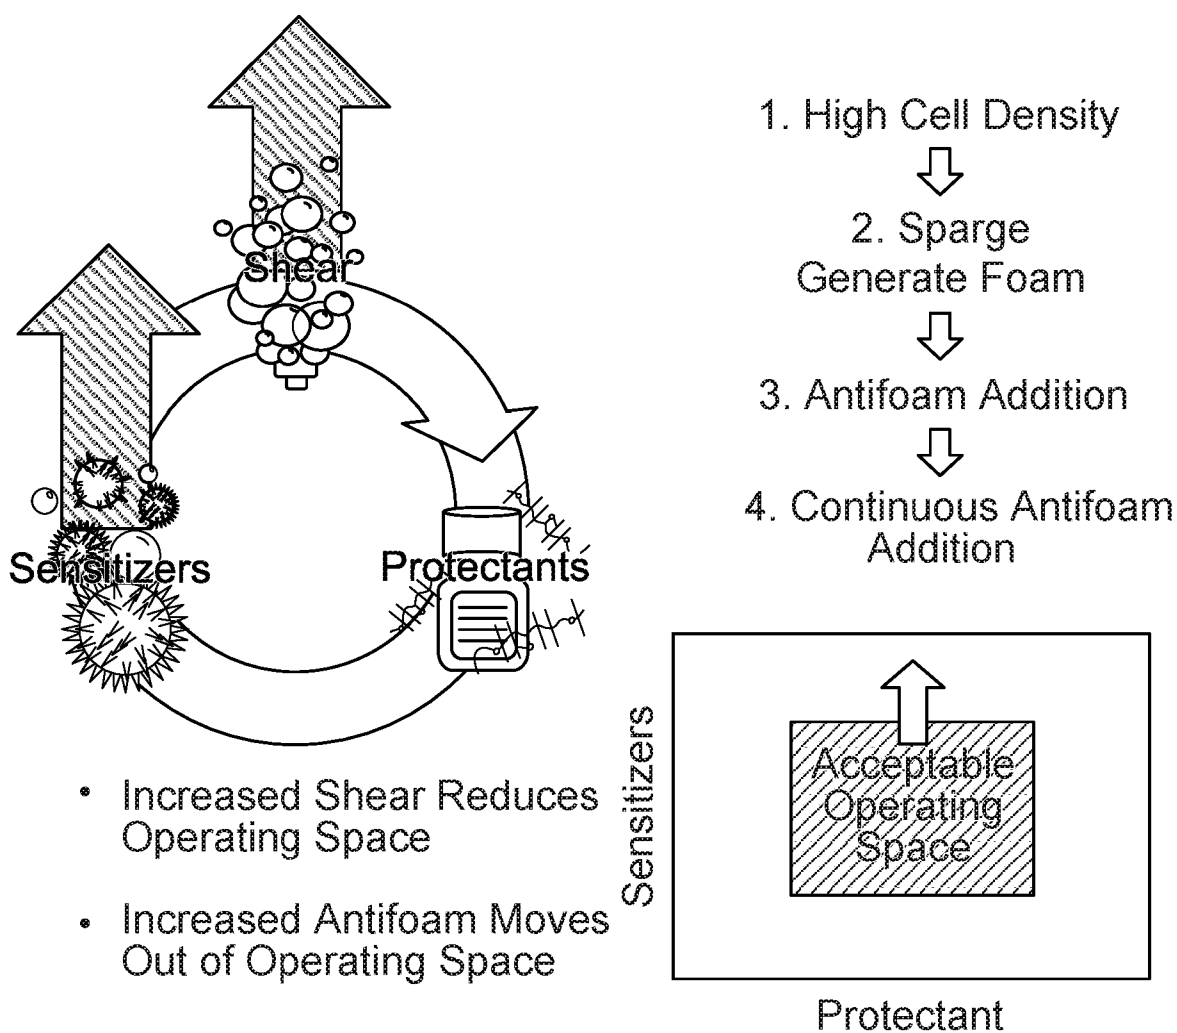 Shear
Sensitizers
Protectants
• Increased Shear Reduces
Operating Space
• Increased Antifoam Moves
Out of Operating Space
1. High Cell Density
2. Sparge
Generate Foam
3. Antifoam Addition
4. Continuous Antifoam
Addition
Sensitizers
Acceptable
Operating
Space
Protectant